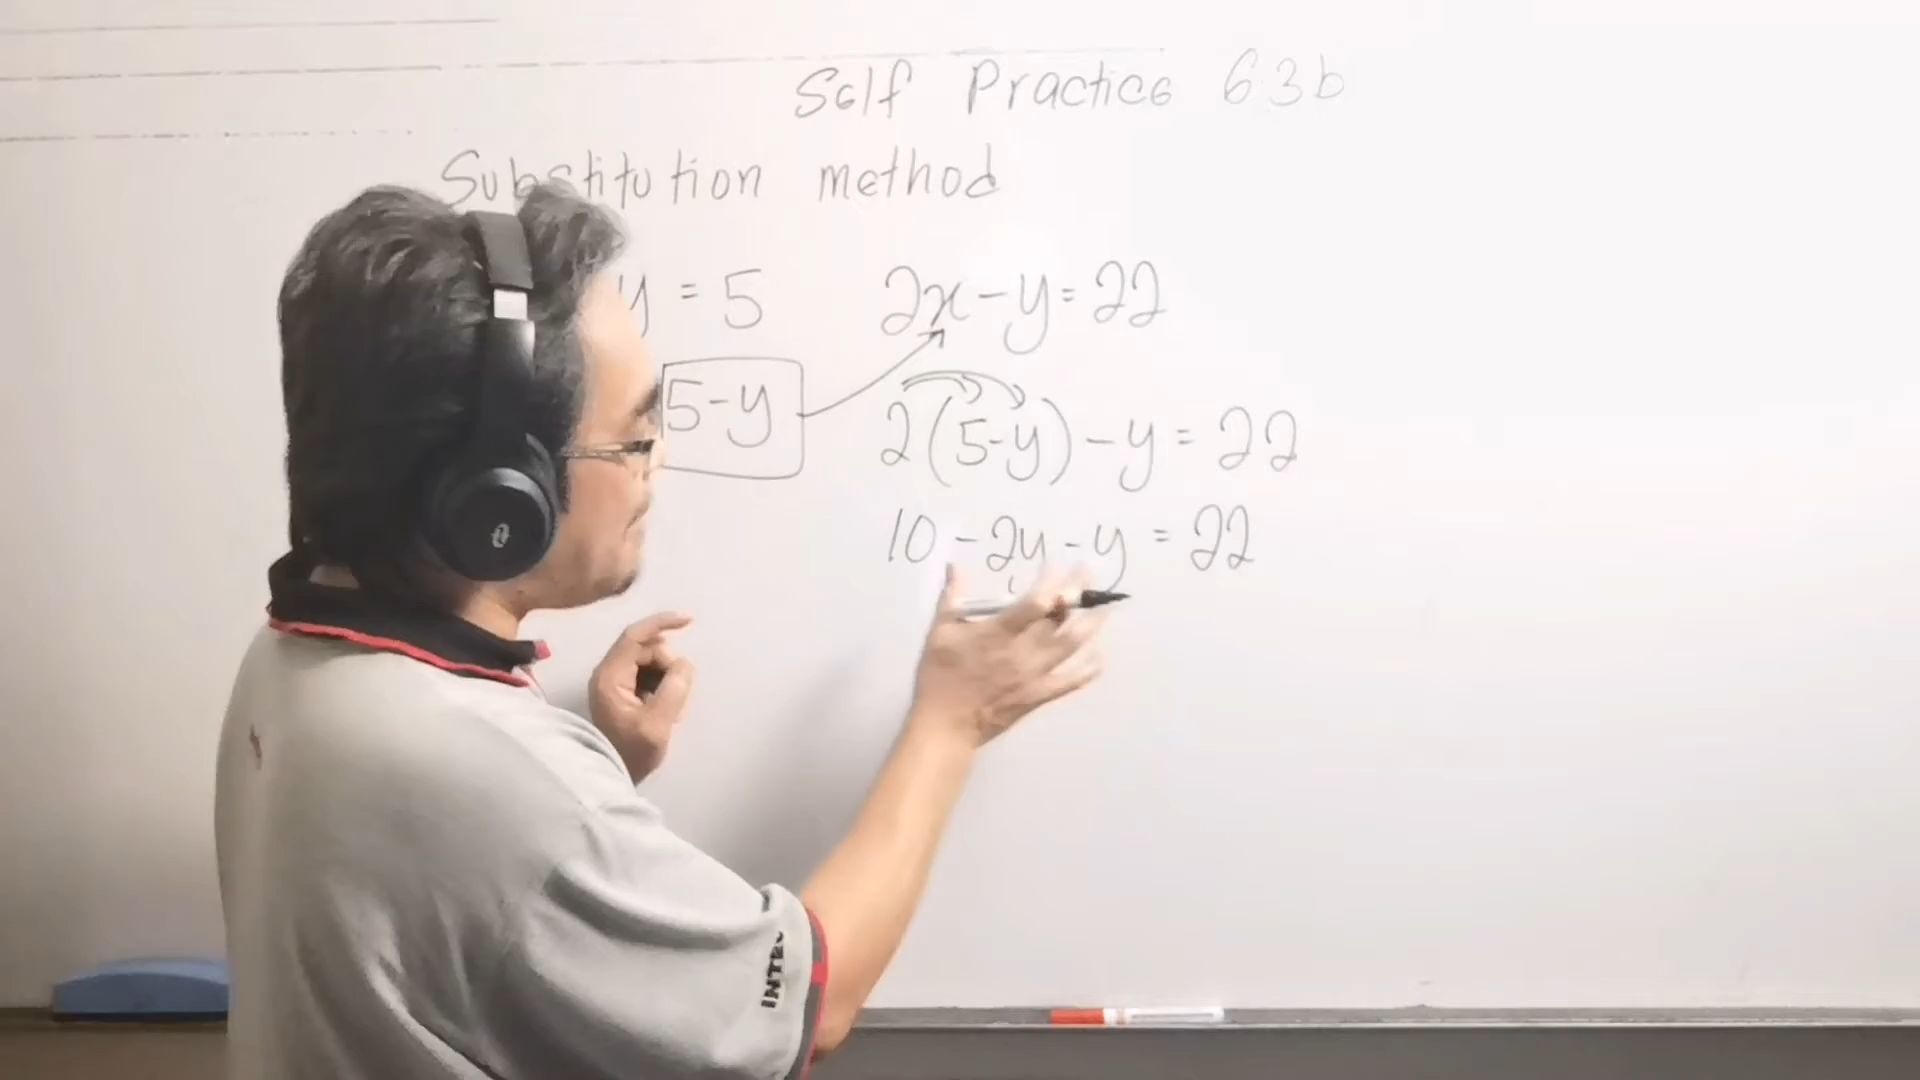 Self Practice 6.3b
Substitution method
y = 5
2x - y = 22
5-y
2(5-y) - y = 22
10 - 2y - y = 22